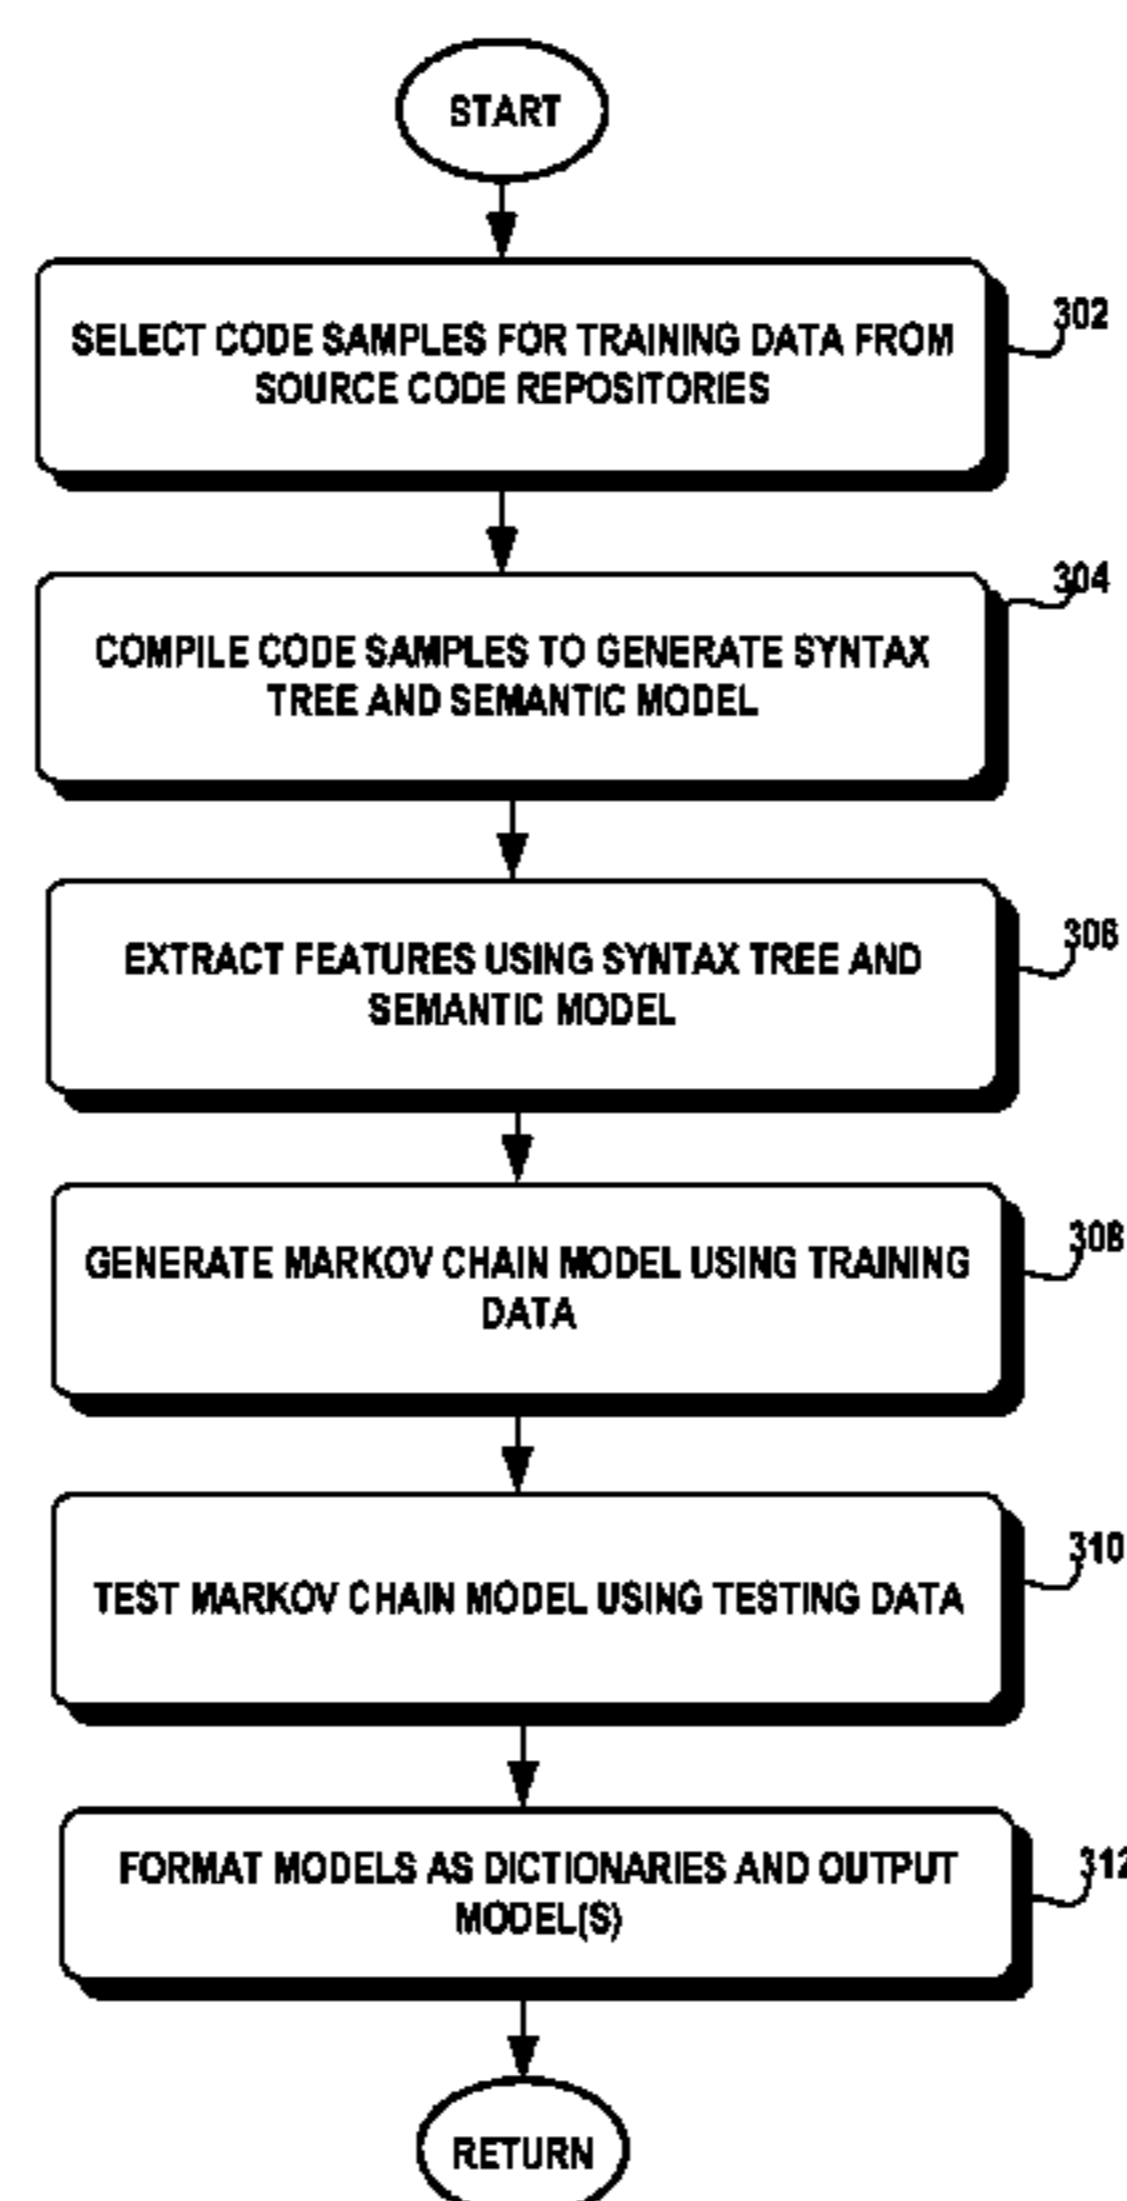 START
SELECT CODE SAMPLES FOR TRAINING DATA FROM
SOURCE CODE REPOSITORIES
302
COMPILE CODE SAMPLES TO GENERATE SYNTAX
TREE AND SEMANTIC MODEL
304
EXTRACT FEATURES USING SYNTAX TREE AND
SEMANTIC MODEL
306
GENERATE MARKOV CHAIN MODEL USING TRAINING
DATA
308
TEST MARKOV CHAIN MODEL USING TESTING DATA
310
FORMAT MODELS AS DICTIONARIES AND OUTPUT
MODEL(S)
312
RETURN